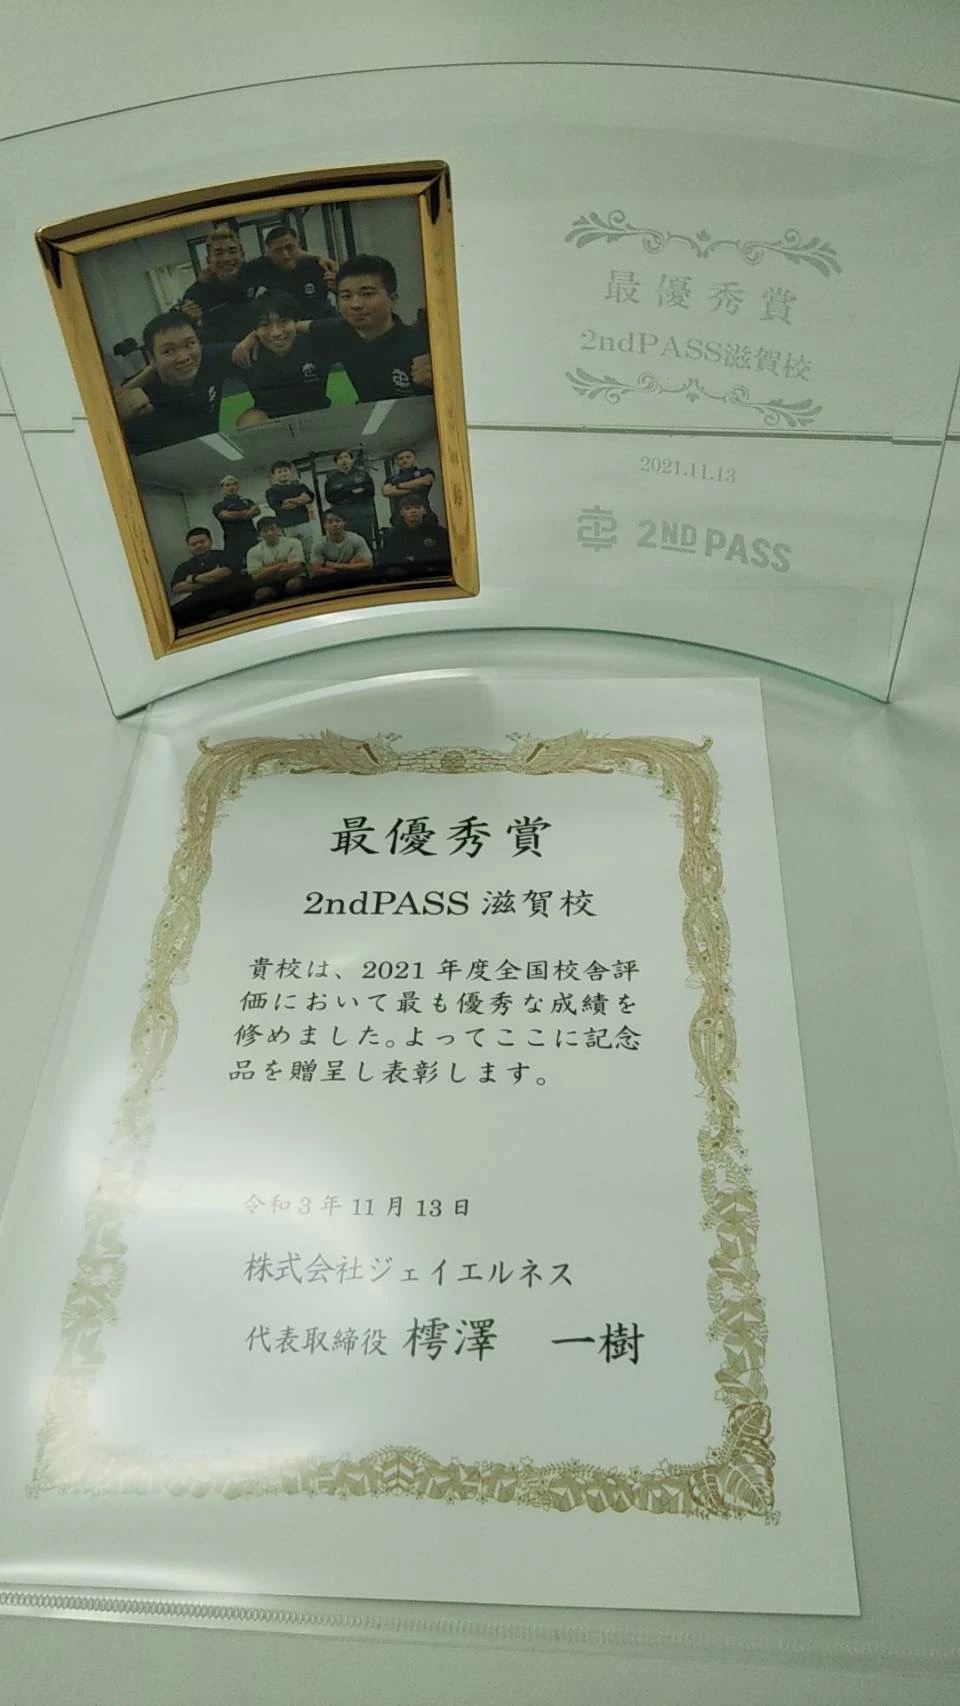 最優秀賞
2ndPASS滋賀校
2021.11.13
2ND PASS
最優秀賞
2ndPASS 滋賀校
貴校は、2021 年度全国校舎評
価において最も優秀な成績を
修めました。よってここに記念
品を贈呈し表彰します。
令和3年11月13日
株式会社ジェイエルネス
代表取締役 樗澤 一樹